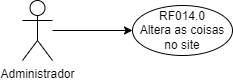 RF014.0
Altera as coisas
no site
Administrador